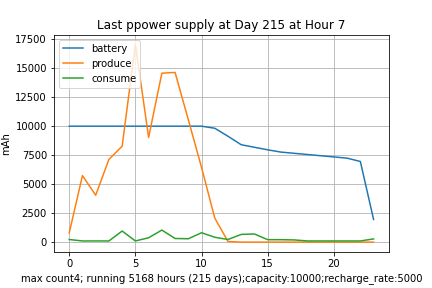 Last ppower supply at Day 215 at Hour 7
17500
15000
12500
10000
7500
5000
2500
0
mAh
battery
produce
consume
0 5 10 15 20
max count4; running 5168 hours (215 days);capacity:10000;recharge_rate:5000